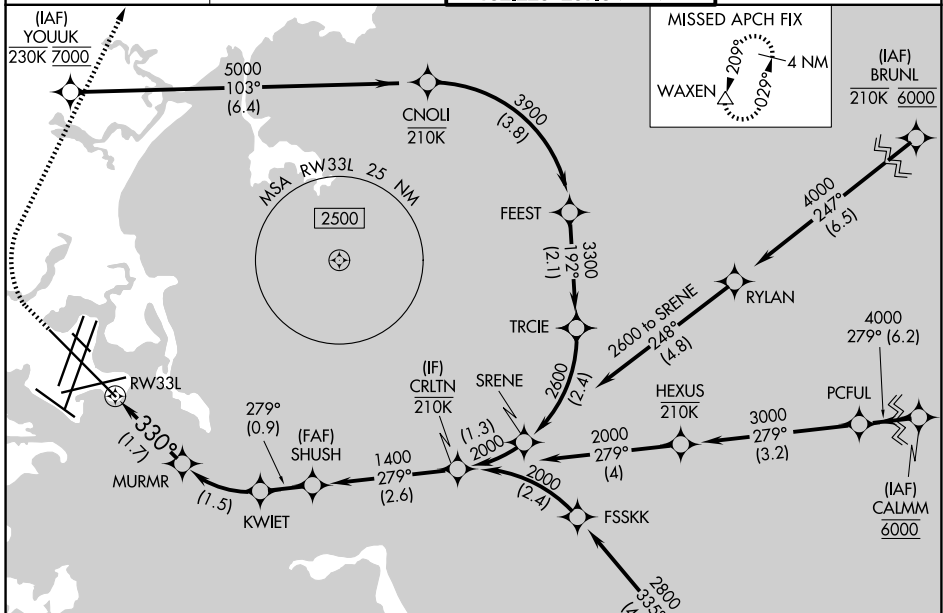 (IAF)
YOUUK
230K 7000
5000
103°
(6.4)
CNOLI
210K
3900
(3.8)
MISSED APCH FIX
209°
029°
4 NM
WAXEN
(IAF)
BRUNL
210K 6000
MSA RW33L 25 NM
2500
FEEST
3300
192°
(2.1)
4000
247°
(6.5)
RYLAN
TRCIE
2600 to SRENE
248°
(4.8)
4000
279° (6.2)
2600
(2.4)
(IF)
CRLTN
210K
SRENE
HEXUS
210K
PCFUL
RW33L
330°
(1.7)
279°
(0.9)
(FAF)
SHUSH
(1.3)
2000
2000
279°
(4)
3000
279°
(3.2)
MURMR
(1.5)
KWIET
1400
279°
(2.6)
2000
(2.4)
FSSKK
(IAF)
CALMM
6000
2800
335°